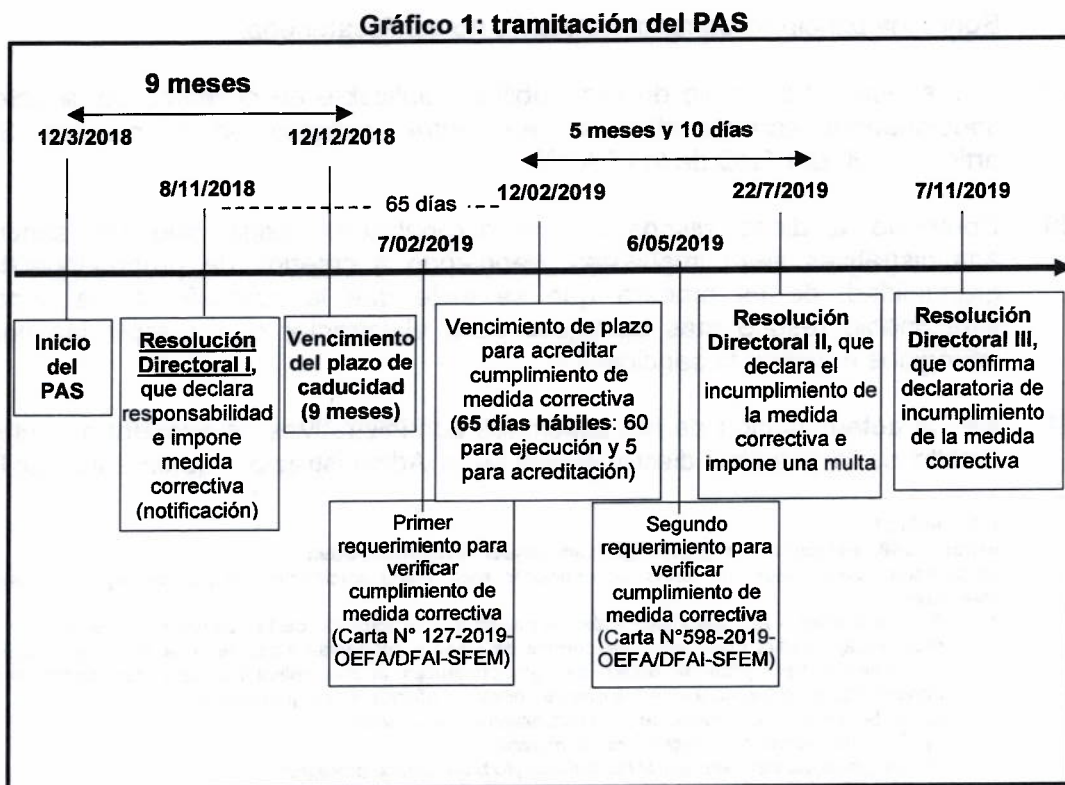 Gráfico 1: tramitación del PAS
9 meses
12/3/2018
12/12/2018
5 meses y 10 días
8/11/2018
65 días
12/02/2019
22/7/2019
7/11/2019
7/02/2019
6/05/2019
Inicio
del
PAS
Resolución
Directoral I,
que declara
responsabilidad
e impone
medida
correctiva
(notificación)
Vencimiento
del plazo de
caducidad
(9 meses)
Vencimiento de plazo
para acreditar
cumplimiento de
medida correctiva
(65 días hábiles: 60
para ejecución y 5
para acreditación)
Resolución
Directoral II, que
declara el
incumplimiento de
la medida
correctiva e
impone una multa
Resolución
Directoral III,
que confirma
declaratoria de
incumplimiento
de la medida
correctiva
Primer
requerimiento para
verificar
cumplimiento de
medida correctiva
(Carta N° 127-2019-
OEFA/DFAI-SFEM)
Segundo
requerimiento para
verificar
cumplimiento de
medida correctiva
(Carta N°598-2019-
OEFA/DFAI-SFEM)